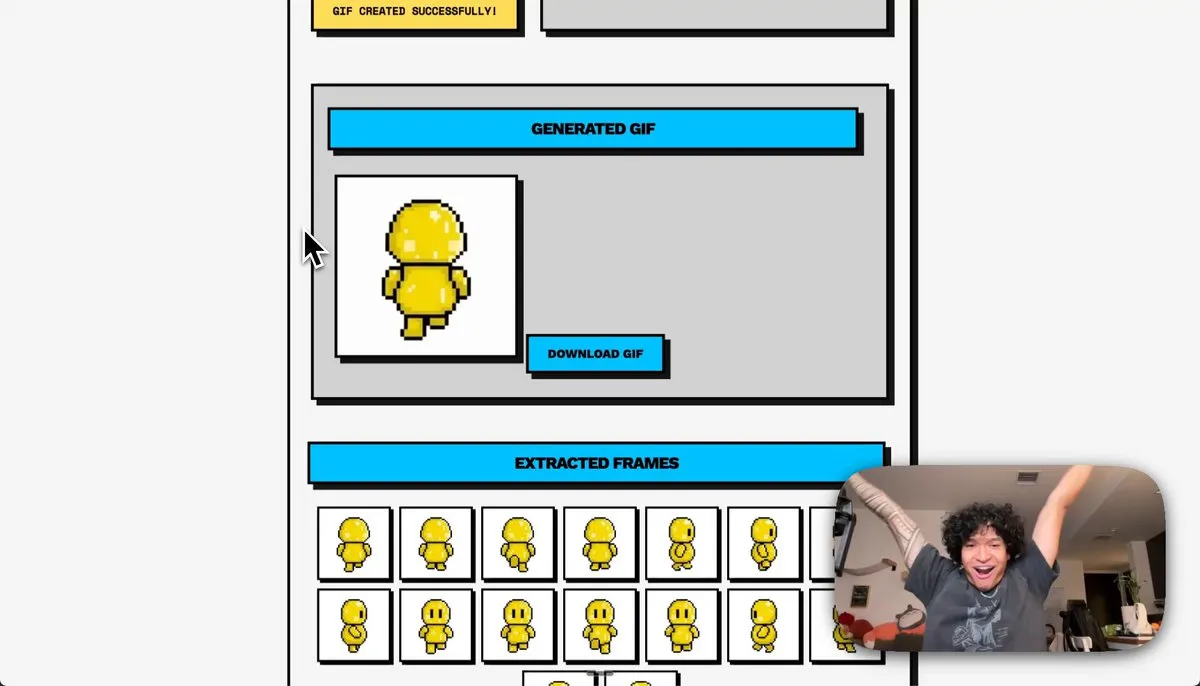 GIF CREATED SUCCESSFULLY!
GENERATED GIF
DOWNLOAD GIF
EXTRACTED FRAMES